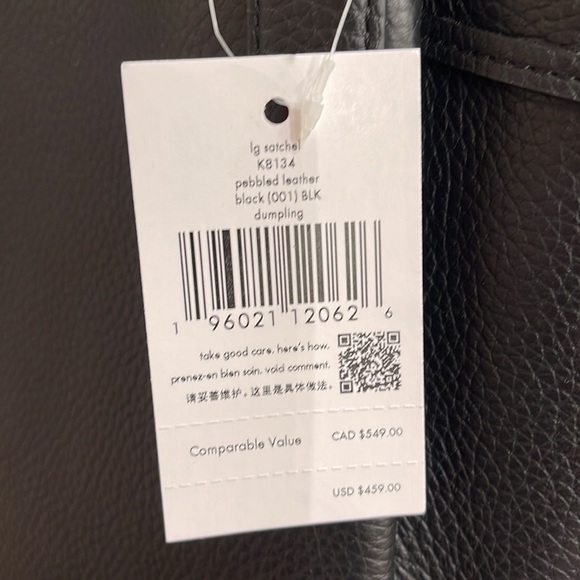 lg satchel
K8134
pebbled leather
black (001) BLK
dumpling
1 96021 12062 6
take good care. here's how.
prenez-en bien soin. void comment.
请妥善维护。这里是具体做法。
Comparable Value CAD $549.00
USD $459.00